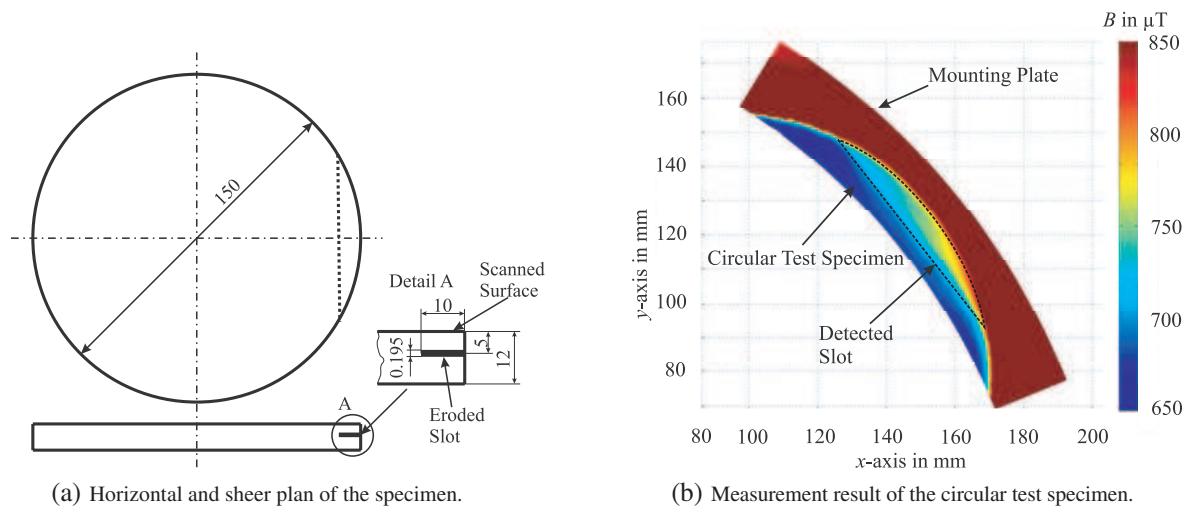 150
Detail A
10
Scanned
Surface
0.195
5
12
Eroded
Slot
A
(a) Horizontal and sheer plan of the specimen.
B in µT
850
800
750
700
650
Mounting Plate
Circular Test Specimen
Detected
Slot
y-axis in mm
160
140
120
100
80
80 100 120 140 160 180 200
x-axis in mm
(b) Measurement result of the circular test specimen.